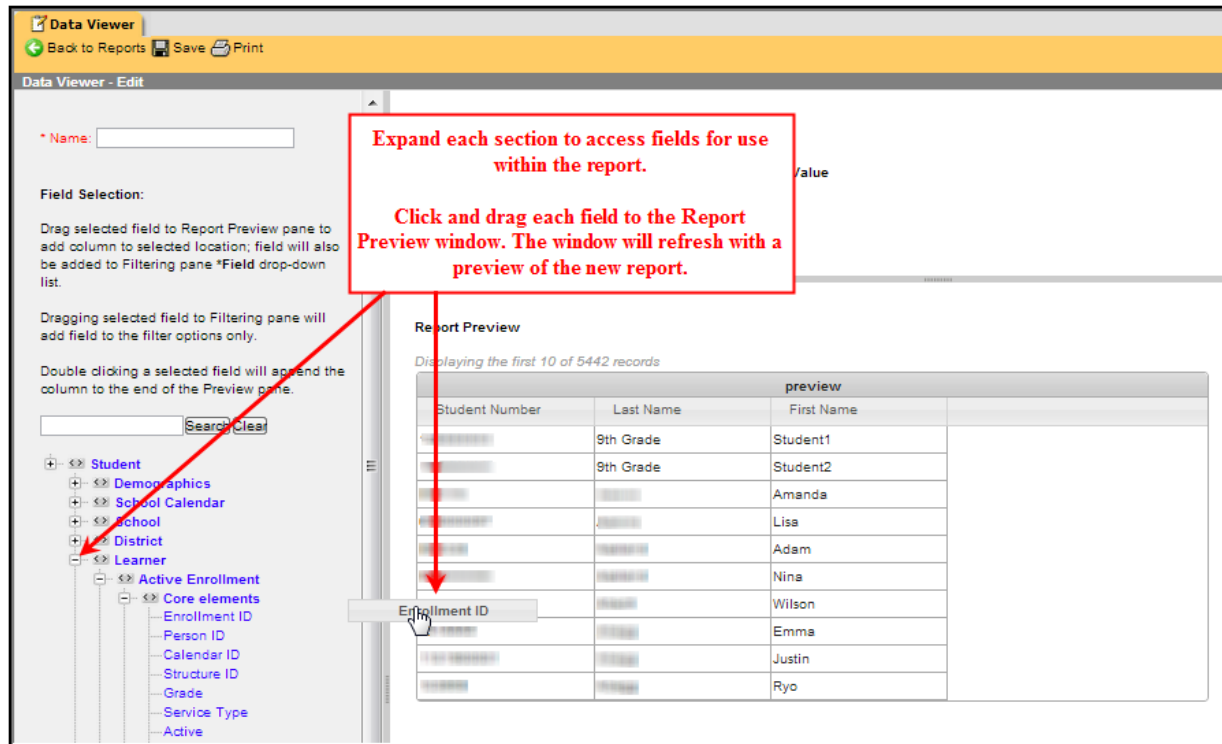 Data Viewer
Back to Reports Save Print
Data Viewer - Edit
* Name:
Field Selection:
Drag selected field to Report Preview pane to
add column to selected location; field will also
be added to Filtering pane *Field drop-down
list.
Dragging selected field to Filtering pane will
add field to the filter options only.
Double clicking a selected field will append the
column to the end of the Preview pane.
Search Clear
Student
Demographics
School Calendar
School
District
Learner
Active Enrollment
Core elements
Enrollment ID
Person ID
Calendar ID
Structure ID
Grade
Service Type
Active
Expand each section to access fields for use
within the report.
Click and drag each field to the Report
Preview window. The window will refresh with a
preview of the new report.
Value
Report Preview
Displaying the first 10 of 5442 records
preview
Student Number Last Name First Name
9th Grade Student1
9th Grade Student2
Amanda
Lisa
Adam
Nina
Wilson
Emma
Justin
Ryo
Enrollment ID